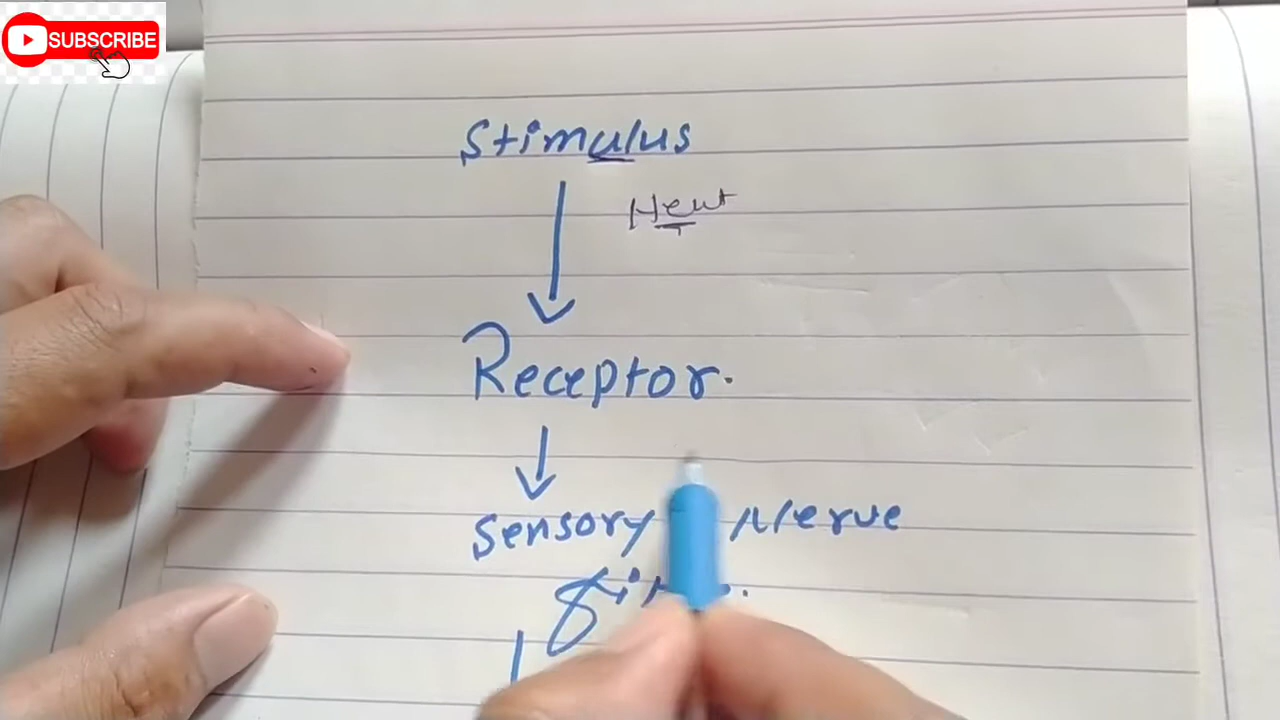 SUBSCRIBE
Stimulus
Heat
Receptor.
Sensory Nerve